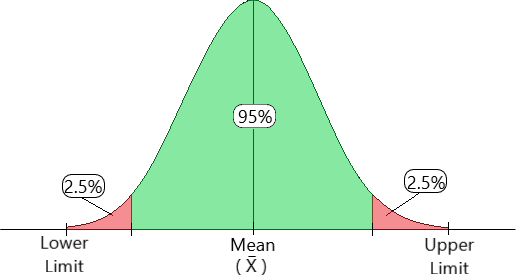 95%
2.5%
2.5%
Lower
Limit
Mean
( X̄ )
Upper
Limit